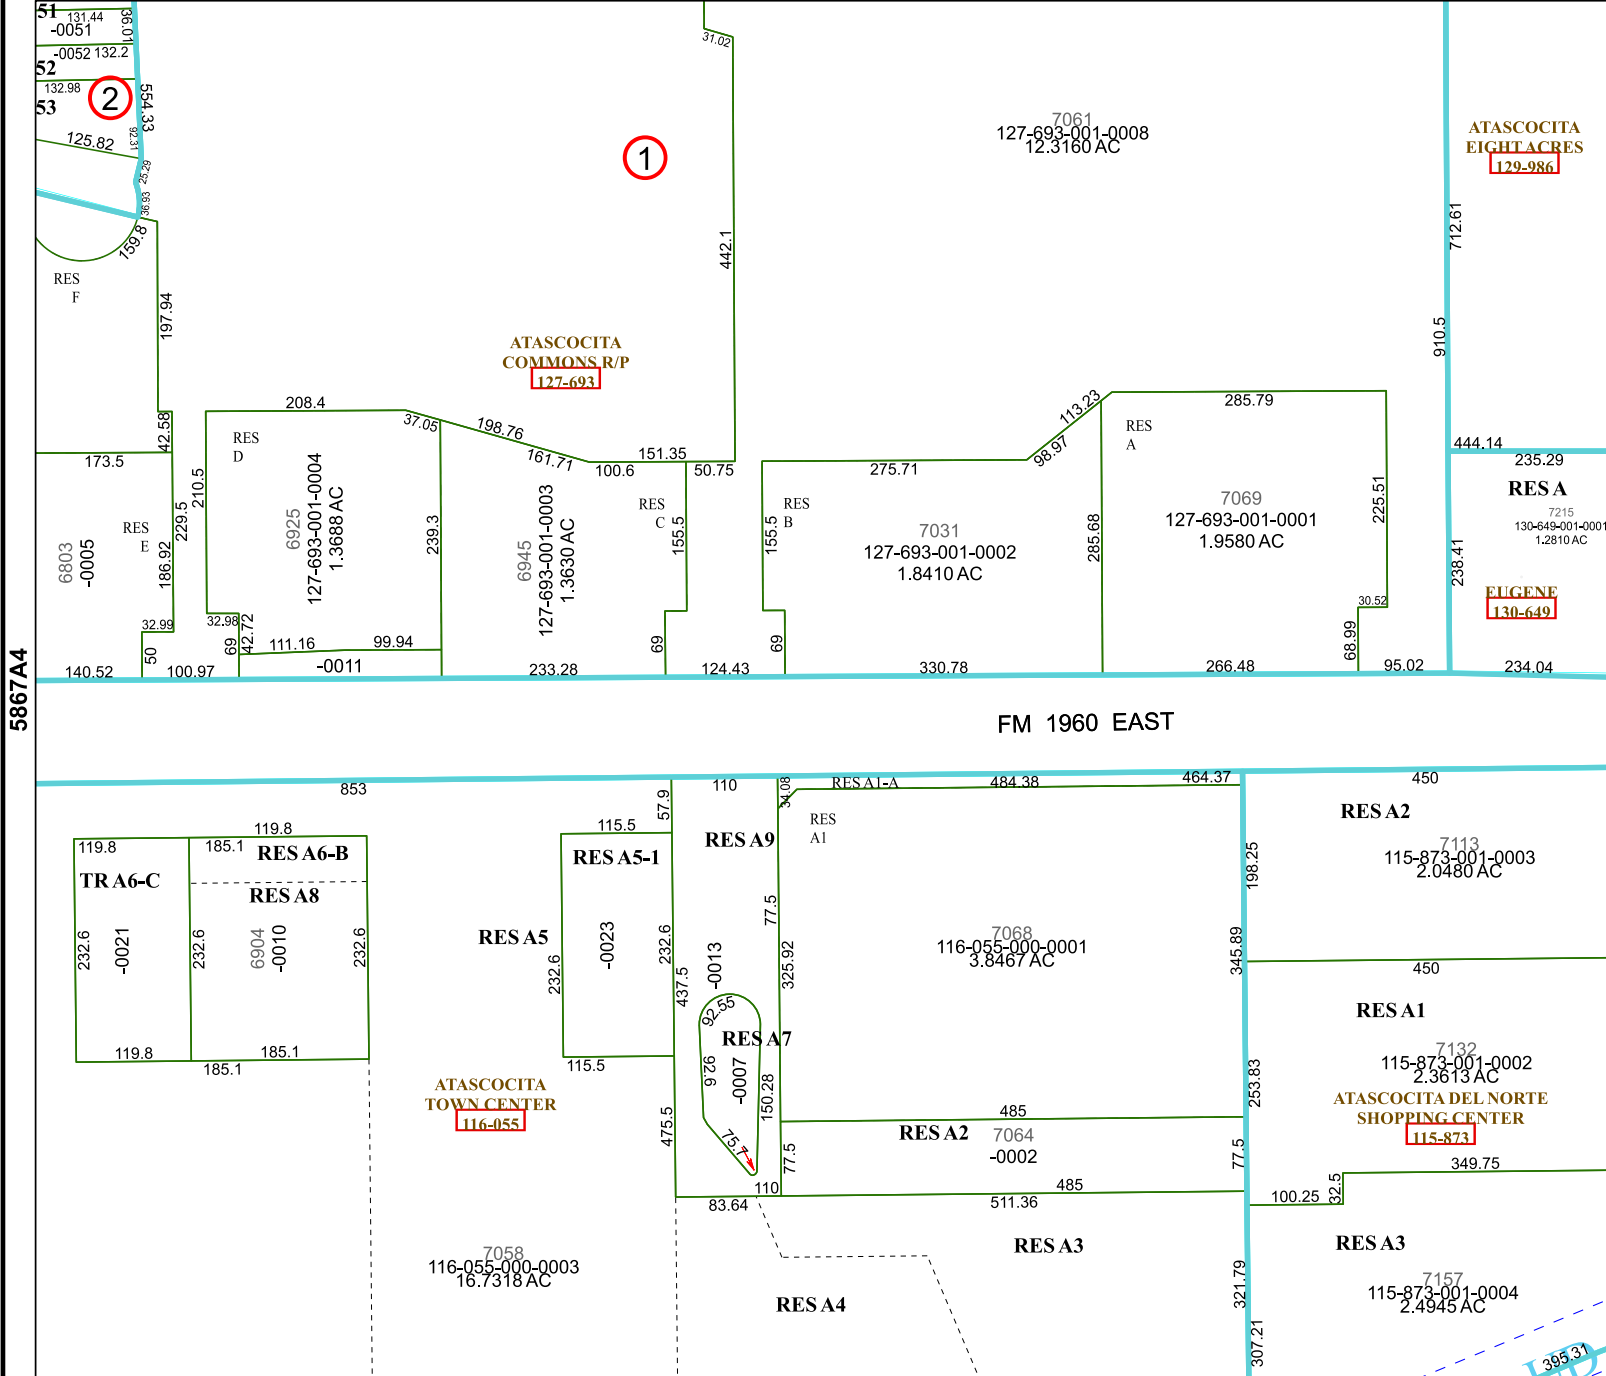 51
131.44
-0051
36.01
-0052 132.2
52
132.98
53
2
554.33
92.31
125.82
25.29
36.93
159.8
RES
F
197.94
42.58
173.5
31.02
1
442.1
7061
127-693-001-0008
12.3160 AC
ATASCOCITA
EIGHT ACRES
129-986
712.61
910.5
ATASCOCITA
COMMONS R/P
127-693
208.4
37.05
198.76
161.71
151.35
100.6
50.75
RES
D
210.5
229.5
186.92
RES
E
6803
-0005
6925
127-693-001-0004
1.3688 AC
239.3
6945
127-693-001-0003
1.3630 AC
RES
C
155.5
155.5
RES
B
275.71
98.97
113.23
285.79
RES
A
7031
127-693-001-0002
1.8410 AC
285.68
7069
127-693-001-0001
1.9580 AC
225.51
444.14
235.29
RES A
7215
130-649-001-0001
1.2810 AC
238.41
EUGENE
130-649
32.99
32.98
50
69
42.72
111.16
99.94
-0011
140.52
100.97
233.28
69
124.43
69
330.78
266.48
30.52
68.99
95.02
234.04
5867A4
FM 1960 EAST
853
110
57.9
34.08
RES A1-A
484.38
464.37
450
RES
A1
RES A2
7113
115-873-001-0003
2.0480 AC
198.25
119.8
119.8
185.1
RES A6-B
TR A6-C
RES A8
232.6
-0021
232.6
6904
-0010
232.6
119.8
185.1
185.1
115.5
RES A5-1
RES A5
232.6
-0023
232.6
115.5
RES A9
77.5
437.5
-0013
325.92
92.55
RES A7
92.6
-0007
150.28
75.7
475.5
77.5
110
83.64
7068
116-055-000-0001
3.8467 AC
345.89
450
RES A1
7132
115-873-001-0002
2.3613 AC
253.83
ATASCOCITA DEL NORTE
SHOPPING CENTER
115-873
ATASCOCITA
TOWN CENTER
116-055
485
RES A2
7064
-0002
77.5
485
511.36
349.75
100.25
32.5
RES A3
RES A3
7058
116-055-000-0003
16.7318 AC
RES A4
321.79
307.21
7157
115-873-001-0004
2.4945 AC
395.31